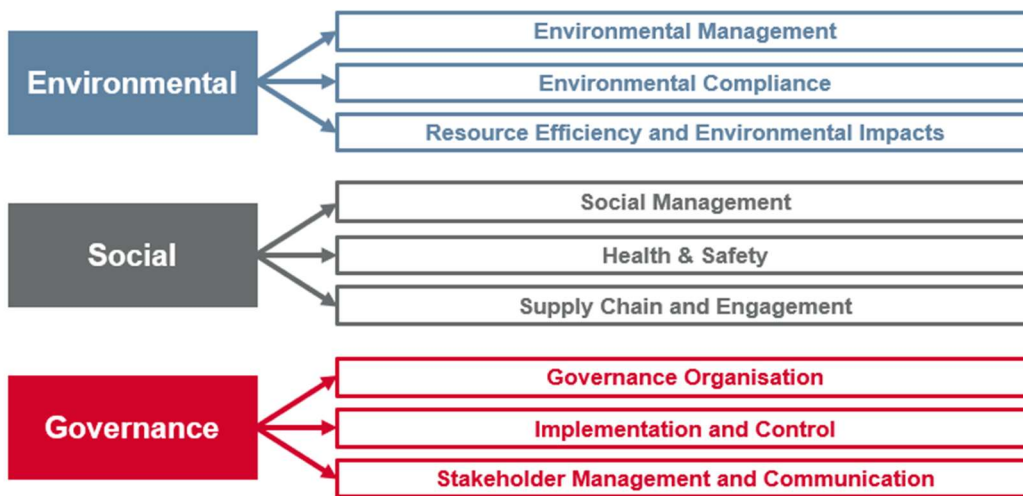 Environmental
Environmental Management
Environmental Compliance
Resource Efficiency and Environmental Impacts
Social
Social Management
Health & Safety
Supply Chain and Engagement
Governance
Governance Organisation
Implementation and Control
Stakeholder Management and Communication